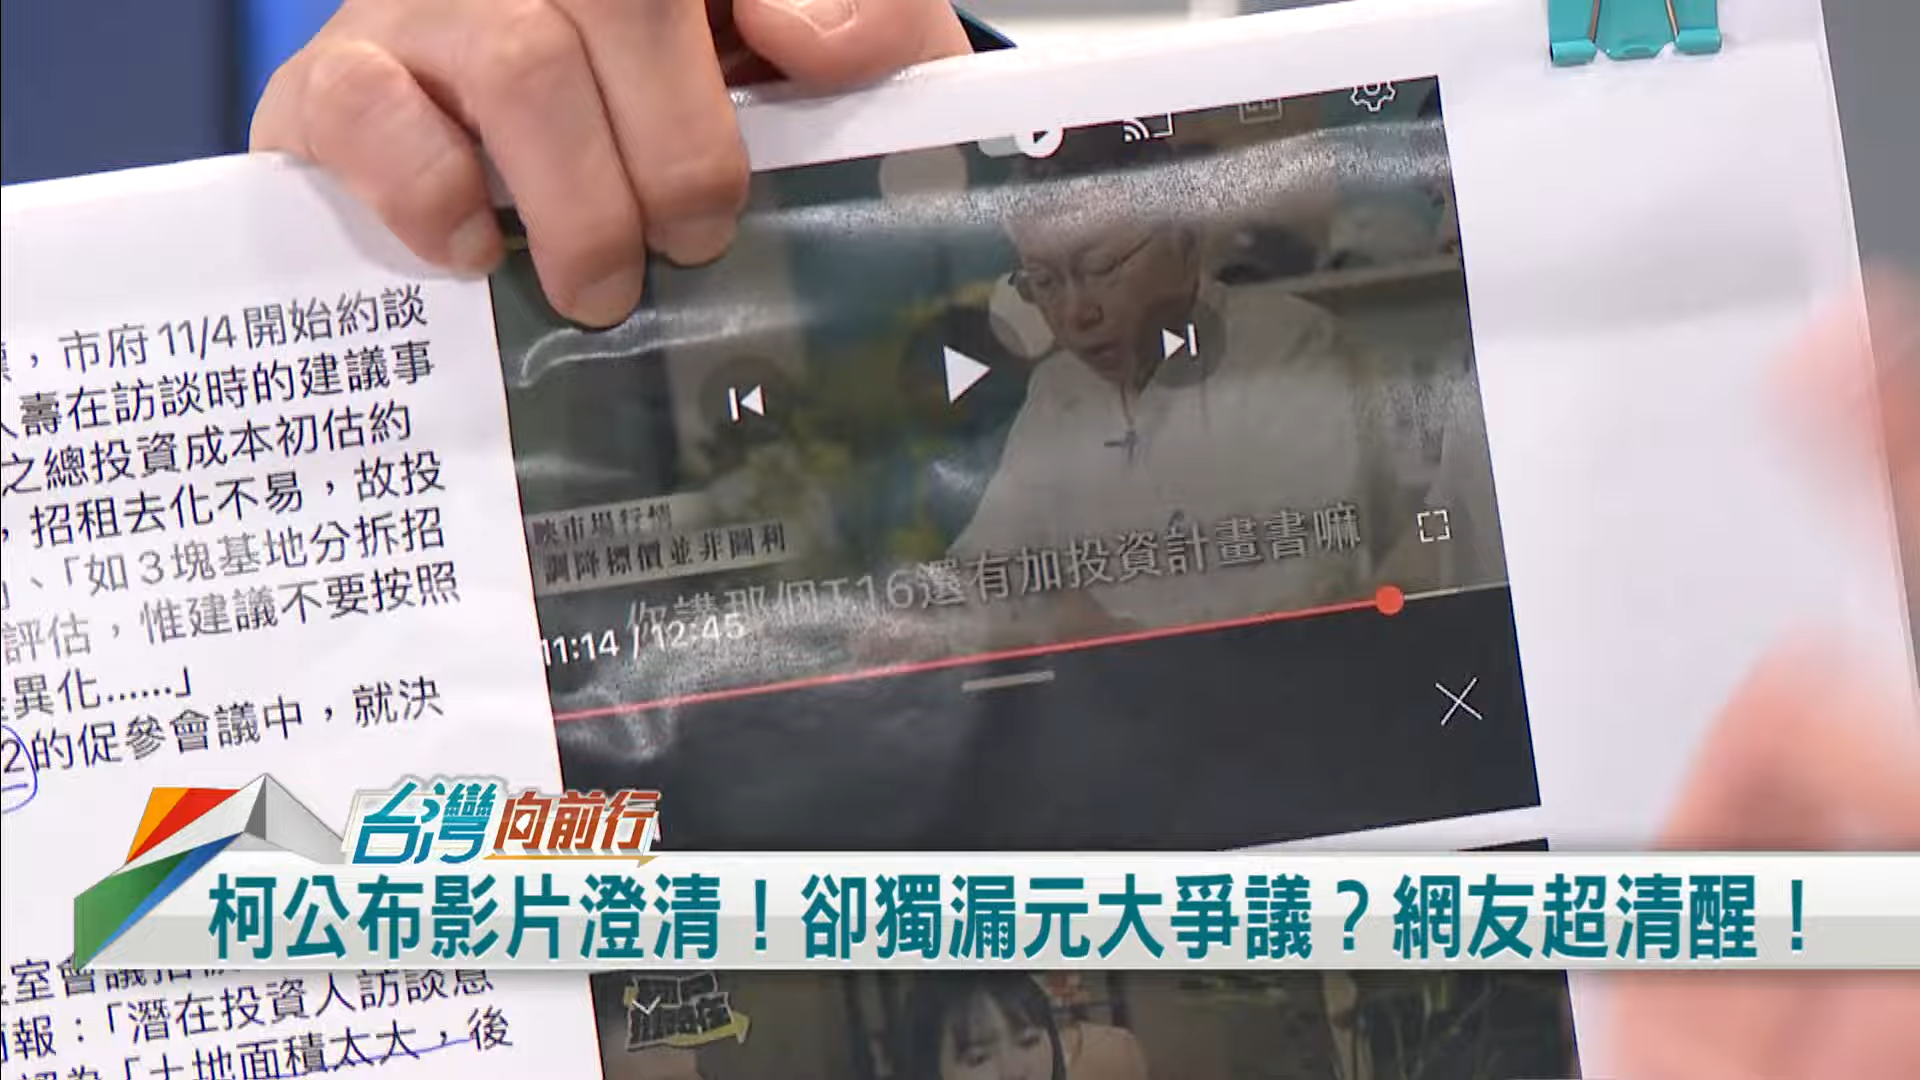 ，市府11/4開始約談
壽在訪談時的建議事
之總投資成本初估約
，招租去化不易，故投
、「如3塊基地分拆招
評估，惟建議不要按照
異化......」
2的促參會議中，就決
映市場行情
調降標價並非圖利
你講那個T16還有加投資計畫書嘛
11:14 / 12:45
台灣向前行
柯公布影片澄清！卻獨漏元大爭議？網友超清醒！
室會議
報：「潛在投資人訪談意
「土地面積太大，後